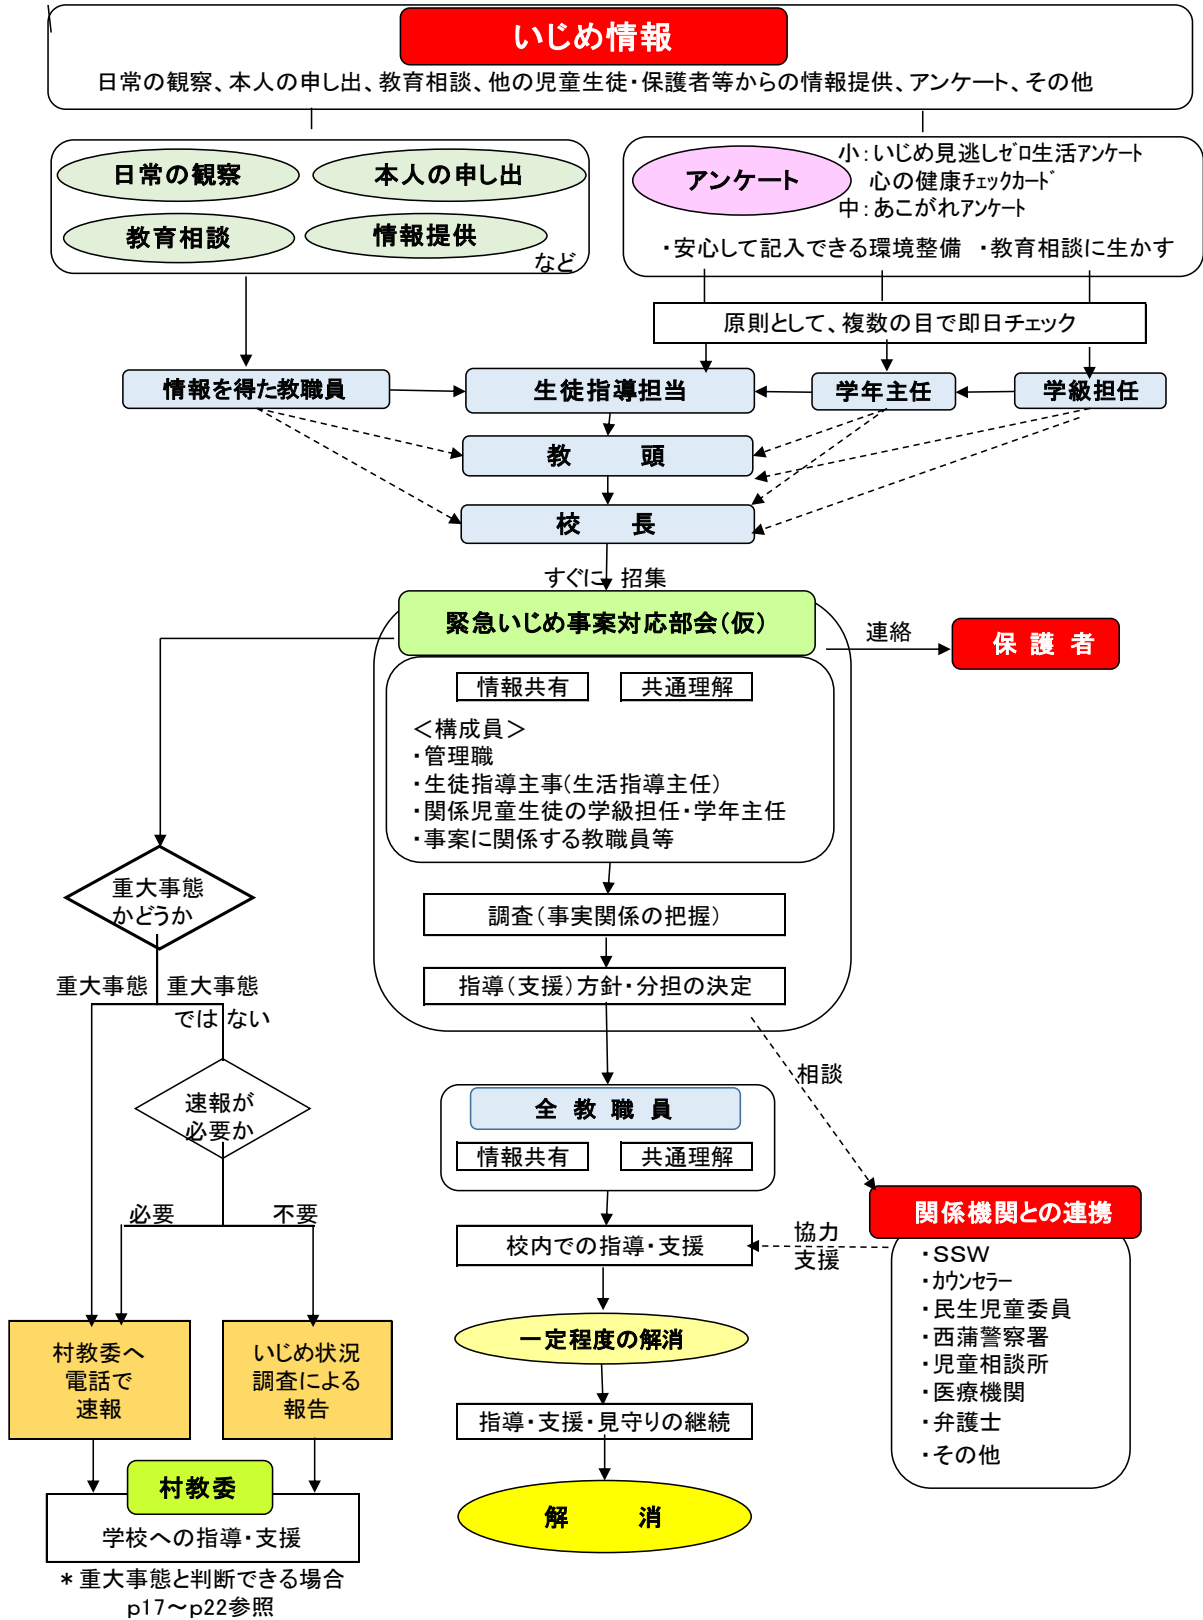 いじめ情報
日常の観察、本人の申し出、教育相談、他の児童生徒・保護者等からの情報提供、アンケート、その他
日常の観察
本人の申し出
教育相談
情報提供
など
アンケート
小：いじめ見逃しゼロ生活アンケート
心の健康チェックカード
中：あこがれアンケート
・安心して記入できる環境整備　・教育相談に生かす
原則として、複数の目で即日チェック
情報を得た教職員
生徒指導担当
学年主任
学級担任
教　　頭
校　　長
すぐに　招集
緊急いじめ事案対応部会（仮）
連絡
保　護　者
情報共有
共通理解
＜構成員＞
・管理職
・生徒指導主事（生活指導主任）
・関係児童生徒の学級担任・学年主任
・事案に関係する教職員等
調査（事実関係の把握）
指導（支援）方針・分担の決定
重大事態
かどうか
重大事態
重大事態
ではない
速報が
必要か
必要
不要
相談
全　教　職　員
情報共有
共通理解
校内での指導・支援
協力
支援
関係機関との連携
・SSW
・カウンセラー
・民生児童委員
・西蒲警察署
・児童相談所
・医療機関
・弁護士
・その他
一定程度の解消
指導・支援・見守りの継続
解　　消
村教委へ
電話で
速報
いじめ状況
調査による
報告
村教委
学校への指導・支援
＊重大事態と判断できる場合
p17～p22参照